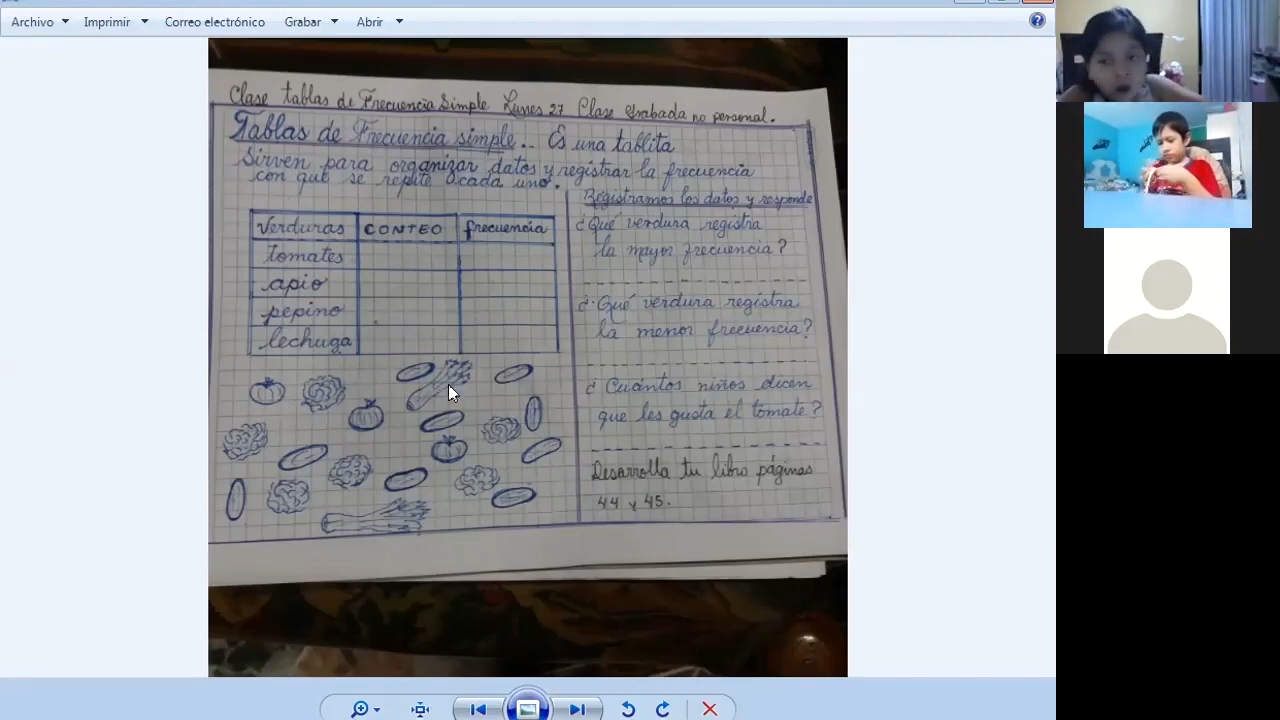 Archivo Imprimir Correo electrónico Grabar Abrir
Clase tablas de Frecuencia Simple Lunes 27 Clase grabada no personal.
Tablas de Frecuencia simple.. Es una tablita
Sirven para organizar datos y registrar la frecuencia
con que se repite cada uno.
Verduras CONTEO frecuencia
tomates
apio
pepino
lechuga
Registramos los datos y responde
¿Qué verdura registra
la mayor frecuencia?
¿Qué verdura registra
la menor frecuencia?
¿Cuántos niños dicen
que les gusta el tomate?
Desarrolla tu libro páginas
44 y 45.